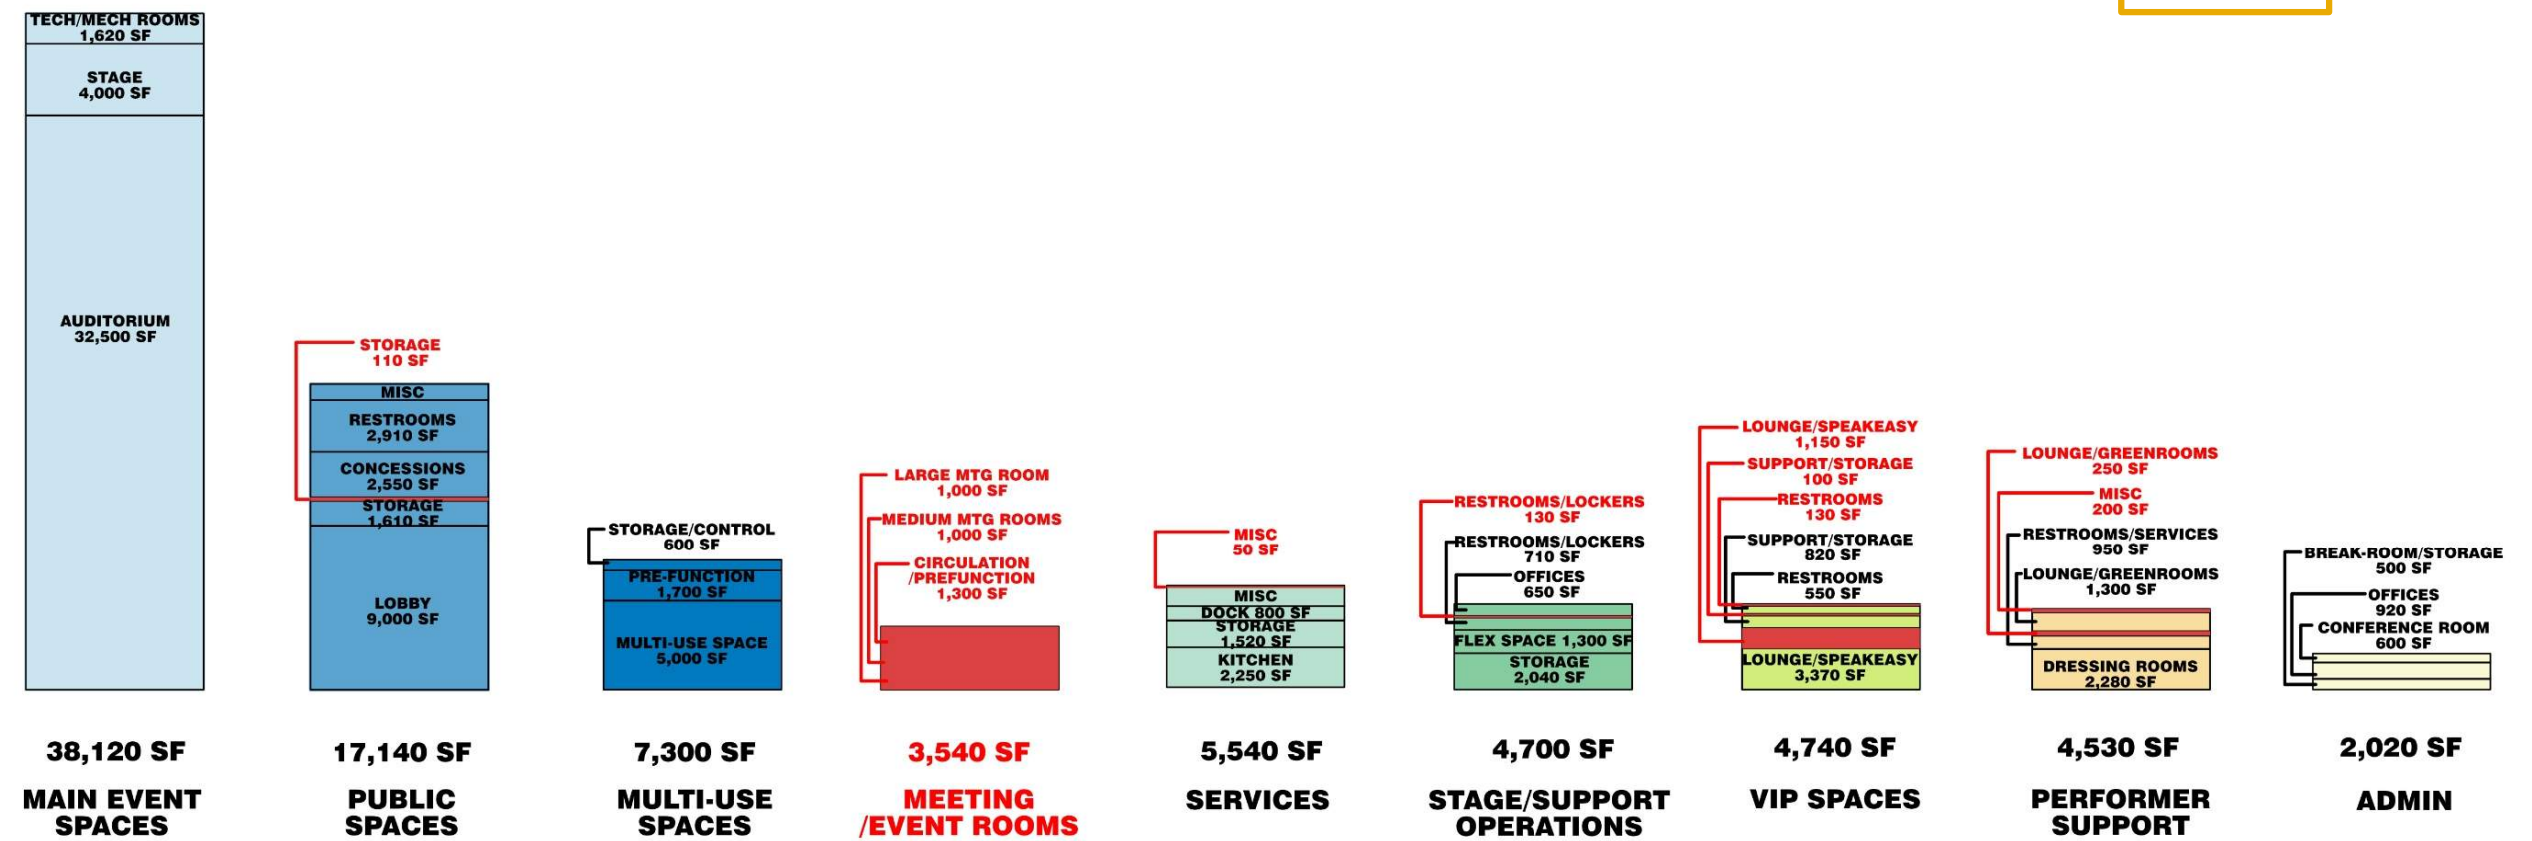 TECH/MECH ROOMS
1,620 SF
STAGE
4,000 SF
AUDITORIUM
32,500 SF
38,120 SF
MAIN EVENT
SPACES
STORAGE
110 SF
MISC
RESTROOMS
2,910 SF
CONCESSIONS
2,550 SF
STORAGE
1,610 SF
LOBBY
9,000 SF
17,140 SF
PUBLIC
SPACES
STORAGE/CONTROL
600 SF
PRE-FUNCTION
1,700 SF
MULTI-USE SPACE
5,000 SF
7,300 SF
MULTI-USE
SPACES
LARGE MTG ROOM
1,000 SF
MEDIUM MTG ROOMS
1,000 SF
CIRCULATION
/PREFUNCTION
1,300 SF
3,540 SF
MEETING
/EVENT ROOMS
MISC
50 SF
MISC
DOCK 800 SF
STORAGE
1,520 SF
KITCHEN
2,250 SF
5,540 SF
SERVICES
RESTROOMS/LOCKERS
130 SF
RESTROOMS/LOCKERS
710 SF
OFFICES
650 SF
FLEX SPACE 1,300 SF
STORAGE
2,040 SF
4,700 SF
STAGE/SUPPORT
OPERATIONS
LOUNGE/SPEAKEASY
1,150 SF
SUPPORT/STORAGE
100 SF
RESTROOMS
130 SF
SUPPORT/STORAGE
820 SF
RESTROOMS
550 SF
LOUNGE/SPEAKEASY
3,370 SF
4,740 SF
VIP SPACES
LOUNGE/GREENROOMS
250 SF
MISC
200 SF
RESTROOMS/SERVICES
950 SF
LOUNGE/GREENROOMS
1,300 SF
DRESSING ROOMS
2,280 SF
4,530 SF
PERFORMER
SUPPORT
BREAK-ROOM/STORAGE
500 SF
OFFICES
920 SF
CONFERENCE ROOM
600 SF
2,020 SF
ADMIN